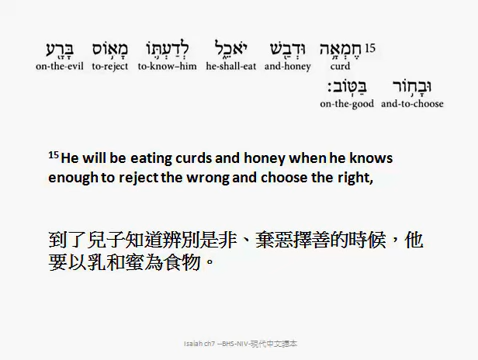 15 חֶמְאָ֥ה וּדְבַ֖שׁ יֹאכֵ֑ל לְדַעְתּ֛וֹ מָא֥וֹס בָּרָ֖ע
on-the-evil to-reject to-know–him he-shall-eat and-honey curd
וּבָח֥וֹר בַּטּֽוֹב׃
on-the-good and-to-choose
15 He will be eating curds and honey when he knows
enough to reject the wrong and choose the right,
到了兒子知道辨別是非、棄惡擇善的時候，他
要以乳和蜜為食物。
Isaiah ch7 --BHS-NIV-現代中文譯本